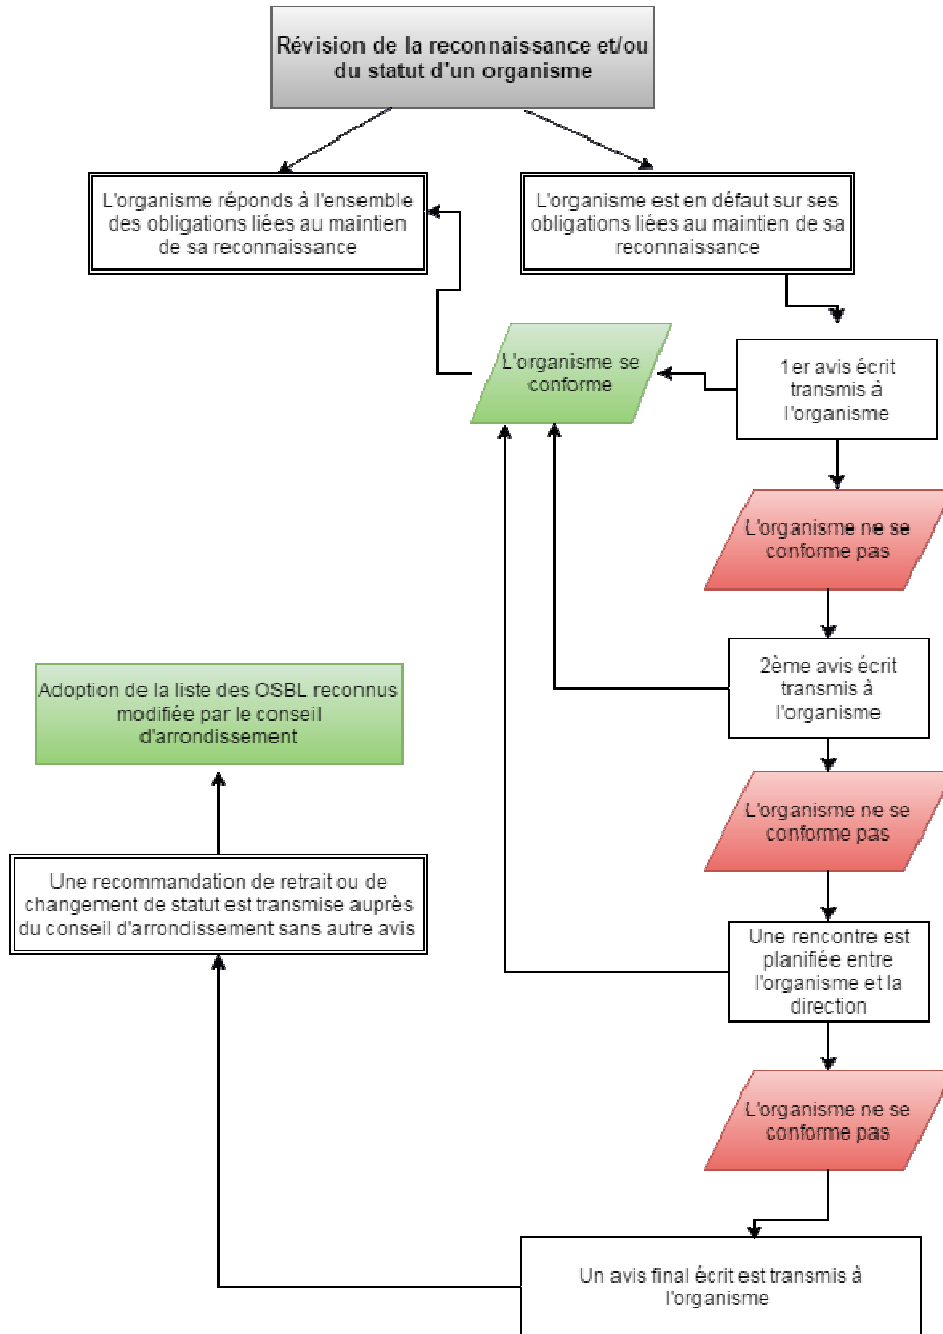 Révision de la reconnaissance et/ou
du statut d'un organisme
L'organisme réponds à l'ensemble
des obligations liées au maintien
de sa reconnaissance
L'organisme est en défaut sur ses
obligations liées au maintien de sa
reconnaissance
L'organisme se
conforme
1er avis écrit
transmis à
l'organisme
L'organisme ne se
conforme pas
2ème avis écrit
transmis à
l'organisme
Adoption de la liste des OSBL reconnus
modifiée par le conseil
d'arrondissement
L'organisme ne se
conforme pas
Une recommandation de retrait ou de
changement de statut est transmise auprès
du conseil d'arrondissement sans autre avis
Une rencontre est
planifiée entre
l'organisme et la
direction
L'organisme ne se
conforme pas
Un avis final écrit est transmis à
l'organisme